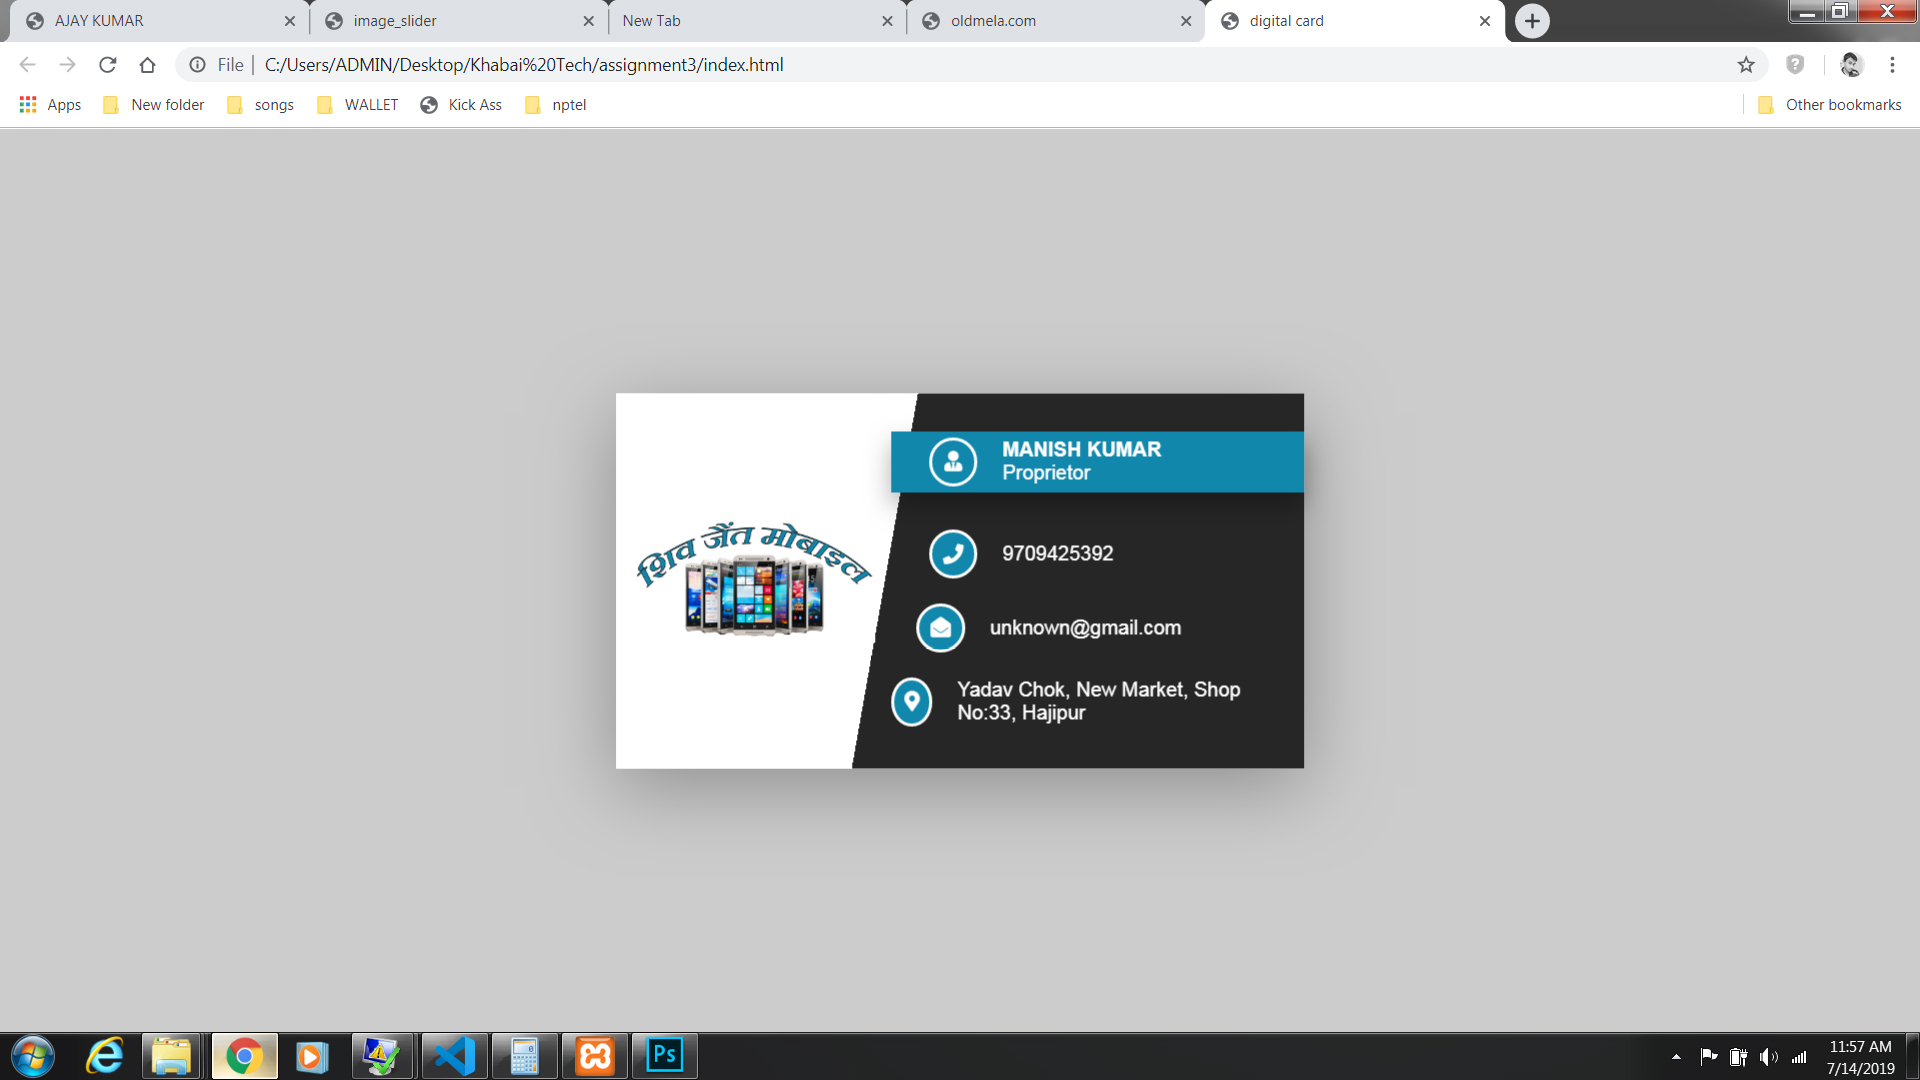 AJAY KUMAR
image_slider
New Tab
oldmela.com
digital card
File
C:/Users/ADMIN/Desktop/Khabai%20Tech/assignment3/index.html
Apps
New folder
songs
WALLET
Kick Ass
nptel
Other bookmarks
शिव जैंत मोबाइल
MANISH KUMAR
Proprietor
9709425392
unknown@gmail.com
Yadav Chok, New Market, Shop
No:33, Hajipur
Ps
11:57 AM
7/14/2019